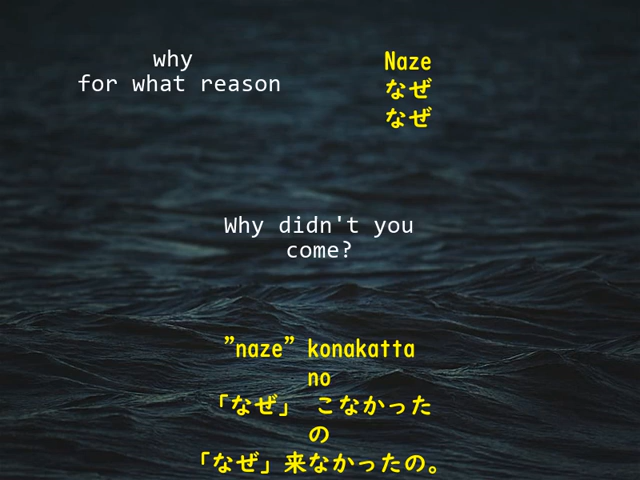 why
for what reason
Naze
なぜ
なぜ
Why didn't you
come?
”naze” konakatta
no
「なぜ」 こなかった
の
「なぜ」来なかったの。